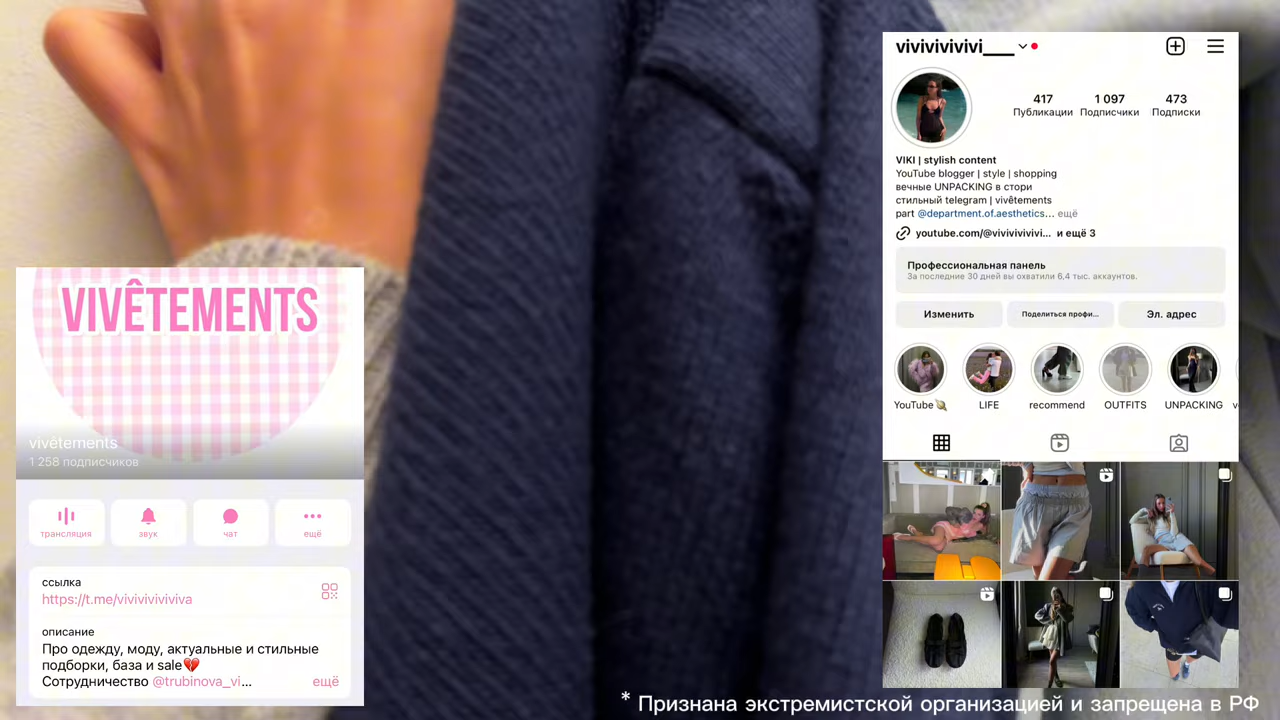 VIVÊTEMENTS
vivêtements
1 258 подписчиков
трансляция
звук
чат
ещё
ссылка
https://t.me/viviviviviva
описание
Про одежду, моду, актуальные и стильные
подборки, база и sale💔
Сотрудничество @trubinova_vi... ещё
vivivivivivi____
417
Публикации
1 097
Подписчики
473
Подписки
VIKI | stylish content
YouTube blogger | style | shopping
вечные UNPACKING в стори
стильный telegram | vivêtements
part @department.of.aesthetics... ещё
youtube.com/@vivivivivivi... и ещё 3
Профессиональная панель
За последние 30 дней вы охватили 6,4 тыс. аккаунтов.
Изменить
Поделиться профи...
Эл. адрес
YouTube
LIFE
recommend
OUTFITS
UNPACKING
* Признана экстремистской организацией и запрещена в РФ